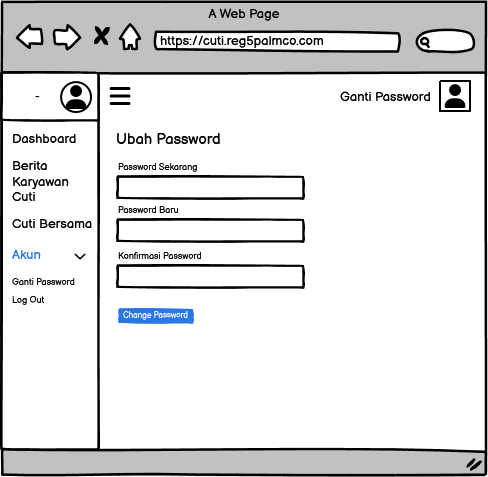 A Web Page
https://cuti.reg5palmco.com
-
Ganti Password
Dashboard
Berita
Karyawan
Cuti
Cuti Bersama
Akun
Ganti Password
Log Out
Ubah Password
Password Sekarang
Password Baru
Konfirmasi Password
Change Password